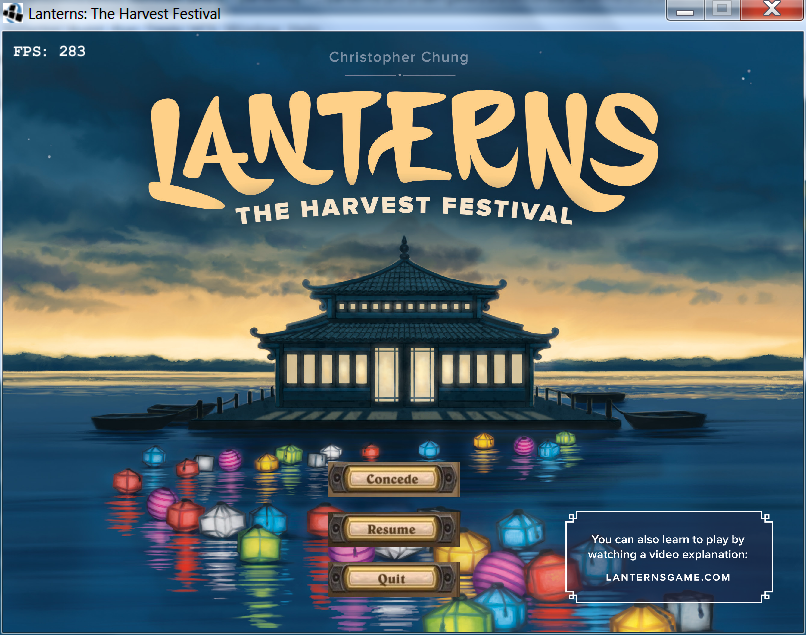 Lanterns: The Harvest Festival
FPS: 283
Christopher Chung
LANTERNS
THE HARVEST FESTIVAL
Concede
Resume
Quit
You can also learn to play by
watching a video explanation:
LANTERNSGAME.COM